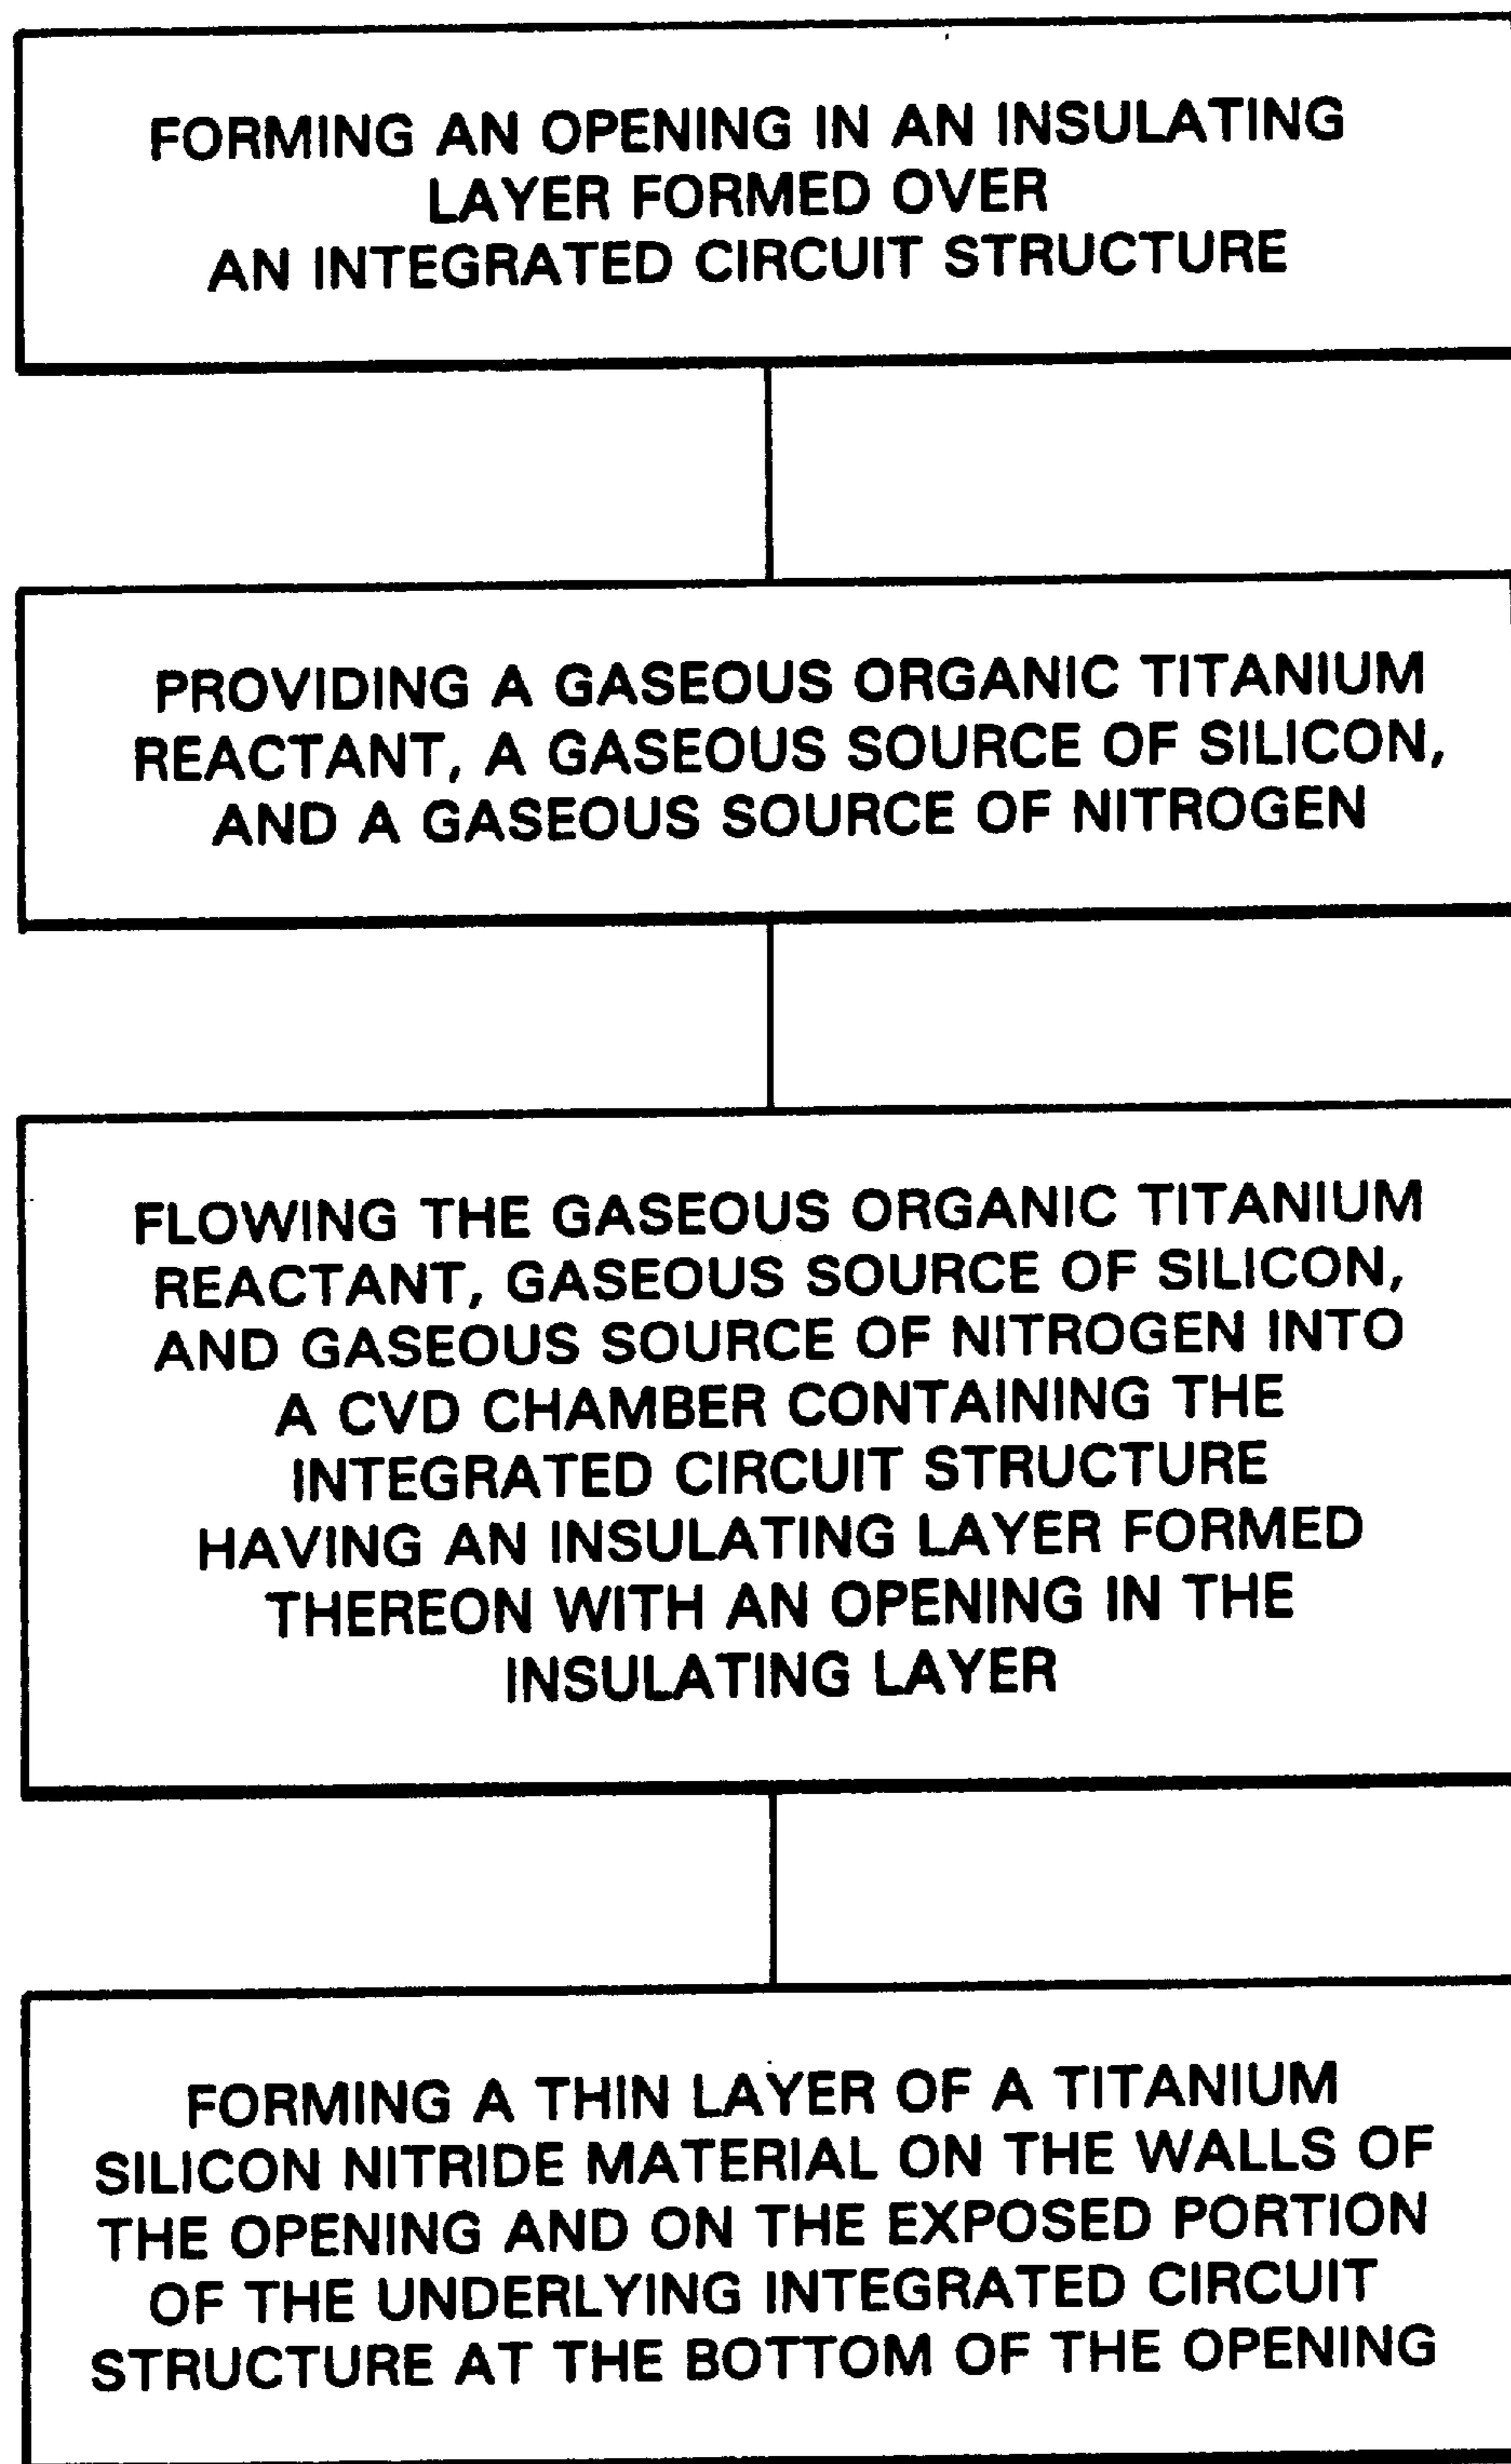 FORMING AN OPENING IN AN INSULATING
LAYER FORMED OVER
AN INTEGRATED CIRCUIT STRUCTURE
PROVIDING A GASEOUS ORGANIC TITANIUM
REACTANT, A GASEOUS SOURCE OF SILICON,
AND A GASEOUS SOURCE OF NITROGEN
FLOWING THE GASEOUS ORGANIC TITANIUM
REACTANT, GASEOUS SOURCE OF SILICON,
AND GASEOUS SOURCE OF NITROGEN INTO
A CVD CHAMBER CONTAINING THE
INTEGRATED CIRCUIT STRUCTURE
HAVING AN INSULATING LAYER FORMED
THEREON WITH AN OPENING IN THE
INSULATING LAYER
FORMING A THIN LAYER OF A TITANIUM
SILICON NITRIDE MATERIAL ON THE WALLS OF
THE OPENING AND ON THE EXPOSED PORTION
OF THE UNDERLYING INTEGRATED CIRCUIT
STRUCTURE AT THE BOTTOM OF THE OPENING